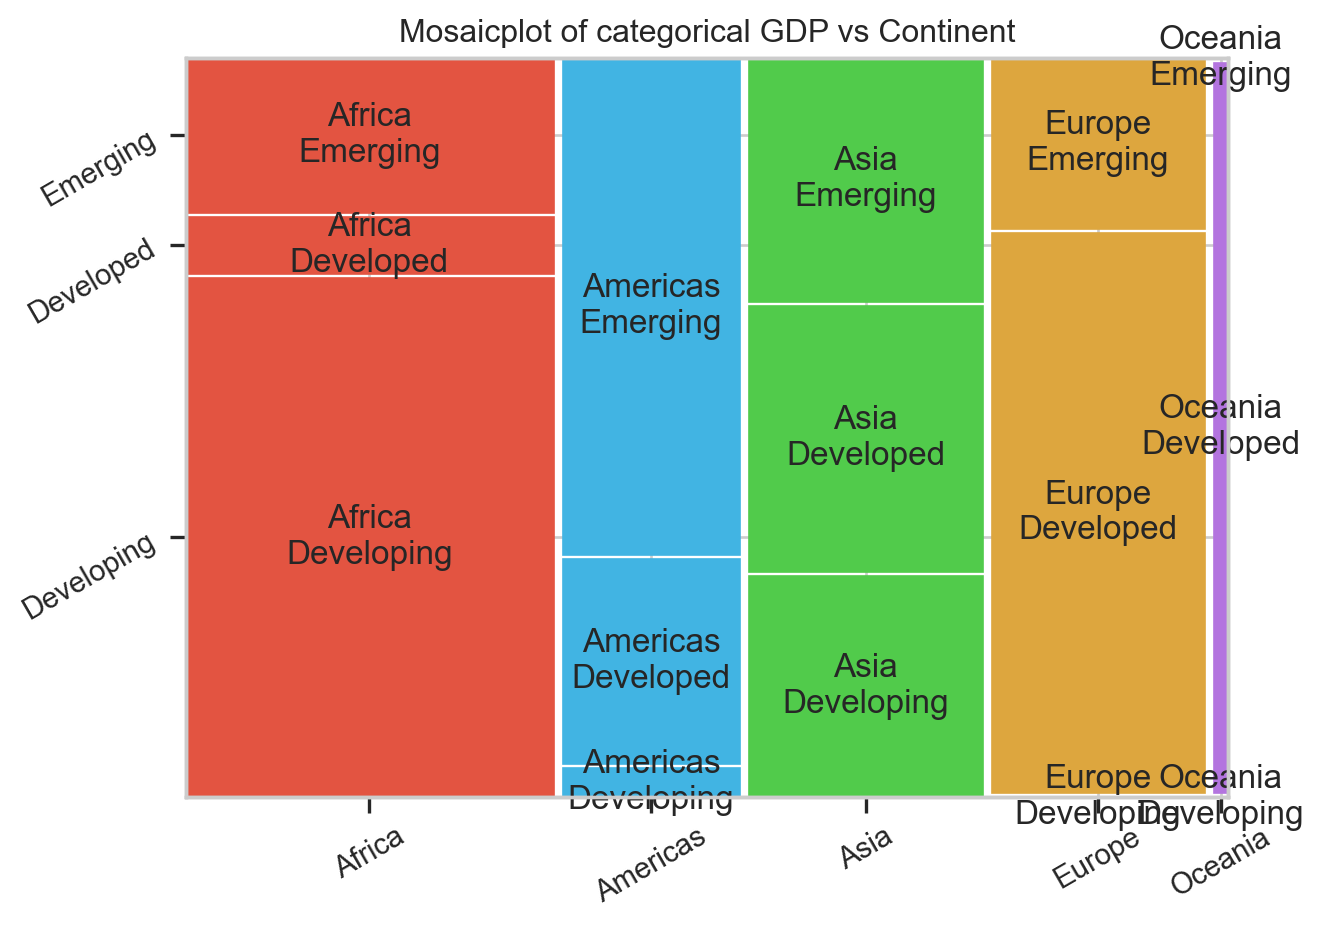 Mosaicplot of categorical GDP vs Continent
Emerging
Developed
Developing
Africa
Emerging
Africa
Developed
Africa
Developing
Americas
Emerging
Americas
Developed
Americas
Developing
Asia
Emerging
Asia
Developed
Asia
Developing
Europe
Emerging
Europe
Developed
Europe
Developing
Oceania
Emerging
Oceania
Developed
Oceania
Developing
Africa
Americas
Asia
Europe
Oceania